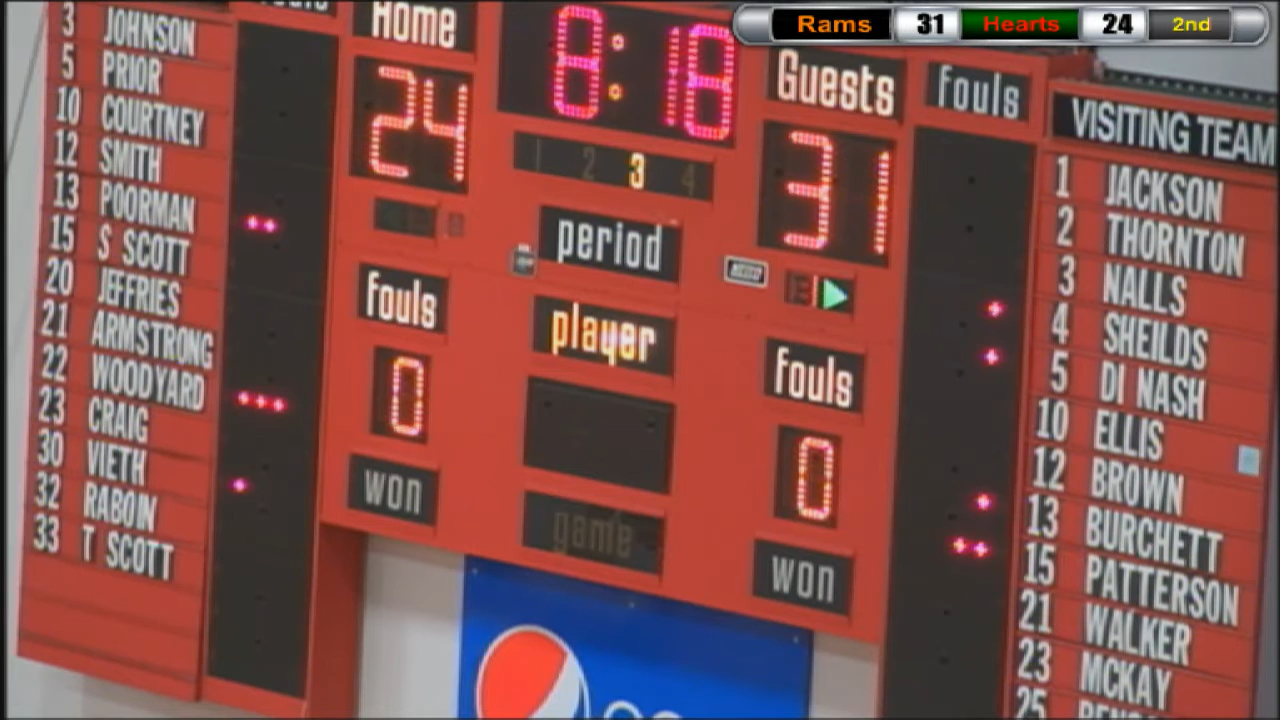 Rams 31 Hearts 24 2nd
3 JOHNSON
5 PRIOR
10 COURTNEY
12 SMITH
13 POORMAN
15 S SCOTT
20 JEFFRIES
21 ARMSTRONG
22 WOODYARD
23 CRAIG
30 VIETH
32 RABOIN
33 T SCOTT
fouls
Home
24
fouls
0
won
8:18
1 2 3 4
period
player
game
Guests
31
fouls
0
won
fouls
VISITING TEAM
1 JACKSON
2 THORNTON
3 NALLS
4 SHEILDS
5 DI NASH
10 ELLIS
12 BROWN
13 BURCHETT
15 PATTERSON
21 WALKER
23 MCKAY
25